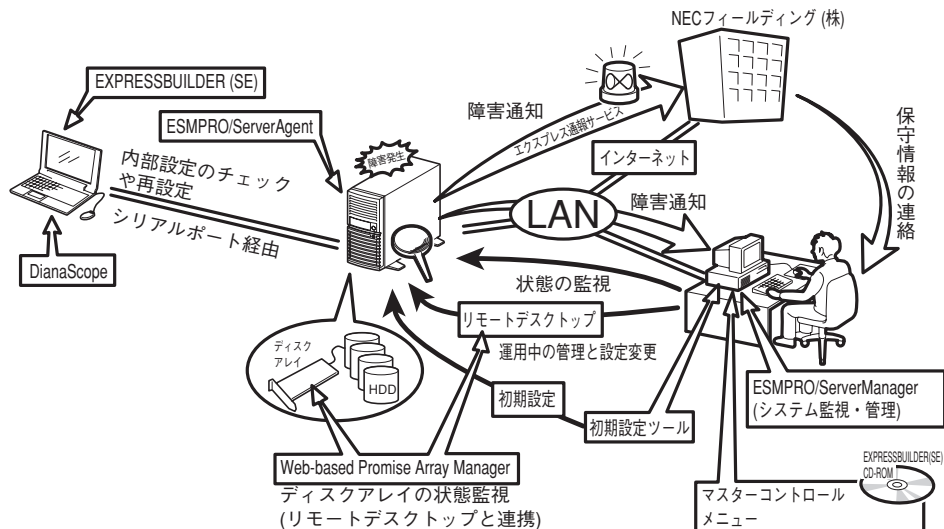 NECフィールディング (株)
EXPRESSBUILDER (SE)
ESMPRO/ServerAgent
障害通知
エクスプレス通報サービス
障害発生
インターネット
保守情報の連絡
内部設定のチェック
や再設定
シリアルポート経由
LAN
障害通知
DianaScope
状態の監視
リモートデスクトップ
運用中の管理と設定変更
ディスク
アレイ
HDD
初期設定
初期設定ツール
ESMPRO/ServerManager
(システム監視・管理)
Web-based Promise Array Manager
ディスクアレイの状態監視
(リモートデスクトップと連携)
マスターコントロール
メニュー
EXPRESSBUILDER(SE)
CD-ROM